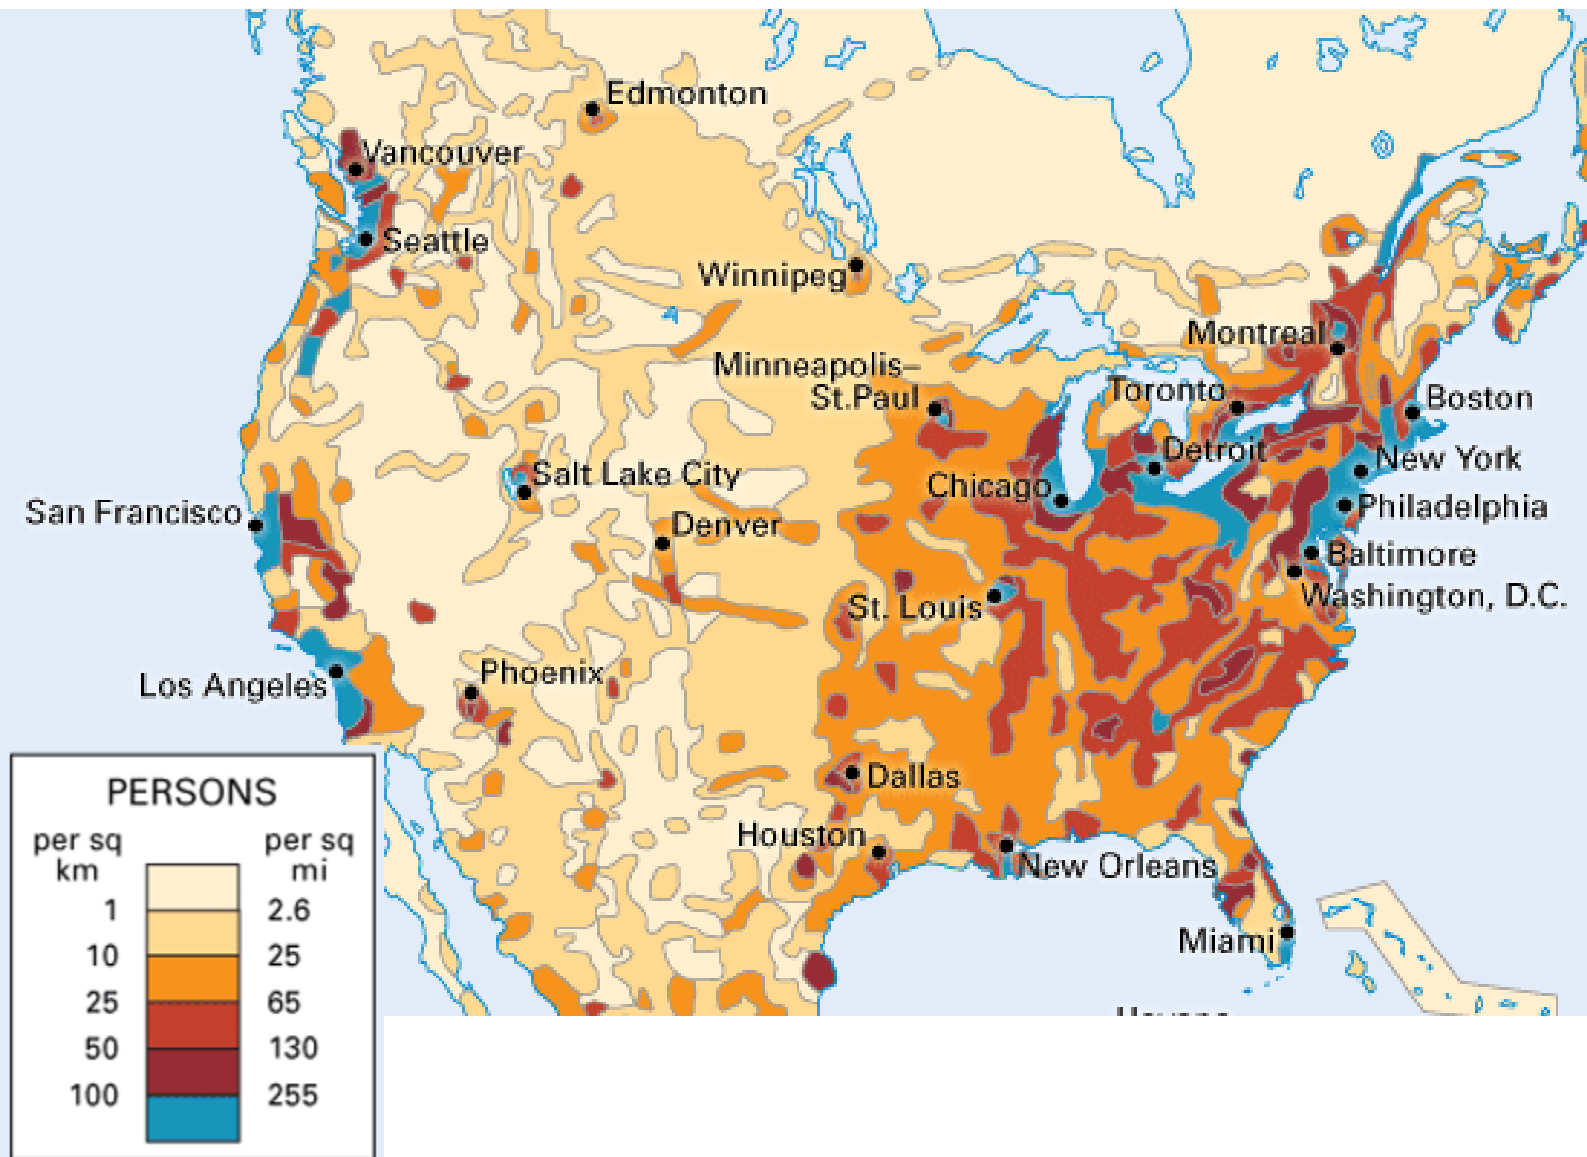 Edmonton
Vancouver
Seattle
Winnipeg
Montreal
Minneapolis–
St.Paul
Toronto
Boston
Detroit
New York
Salt Lake City
Chicago
San Francisco
Denver
Philadelphia
Baltimore
St. Louis
Washington, D.C.
Phoenix
Los Angeles
Dallas
Houston
New Orleans
Miami
PERSONS
per sq km
per sq mi
1 2.6
10 25
25 65
50 130
100 255